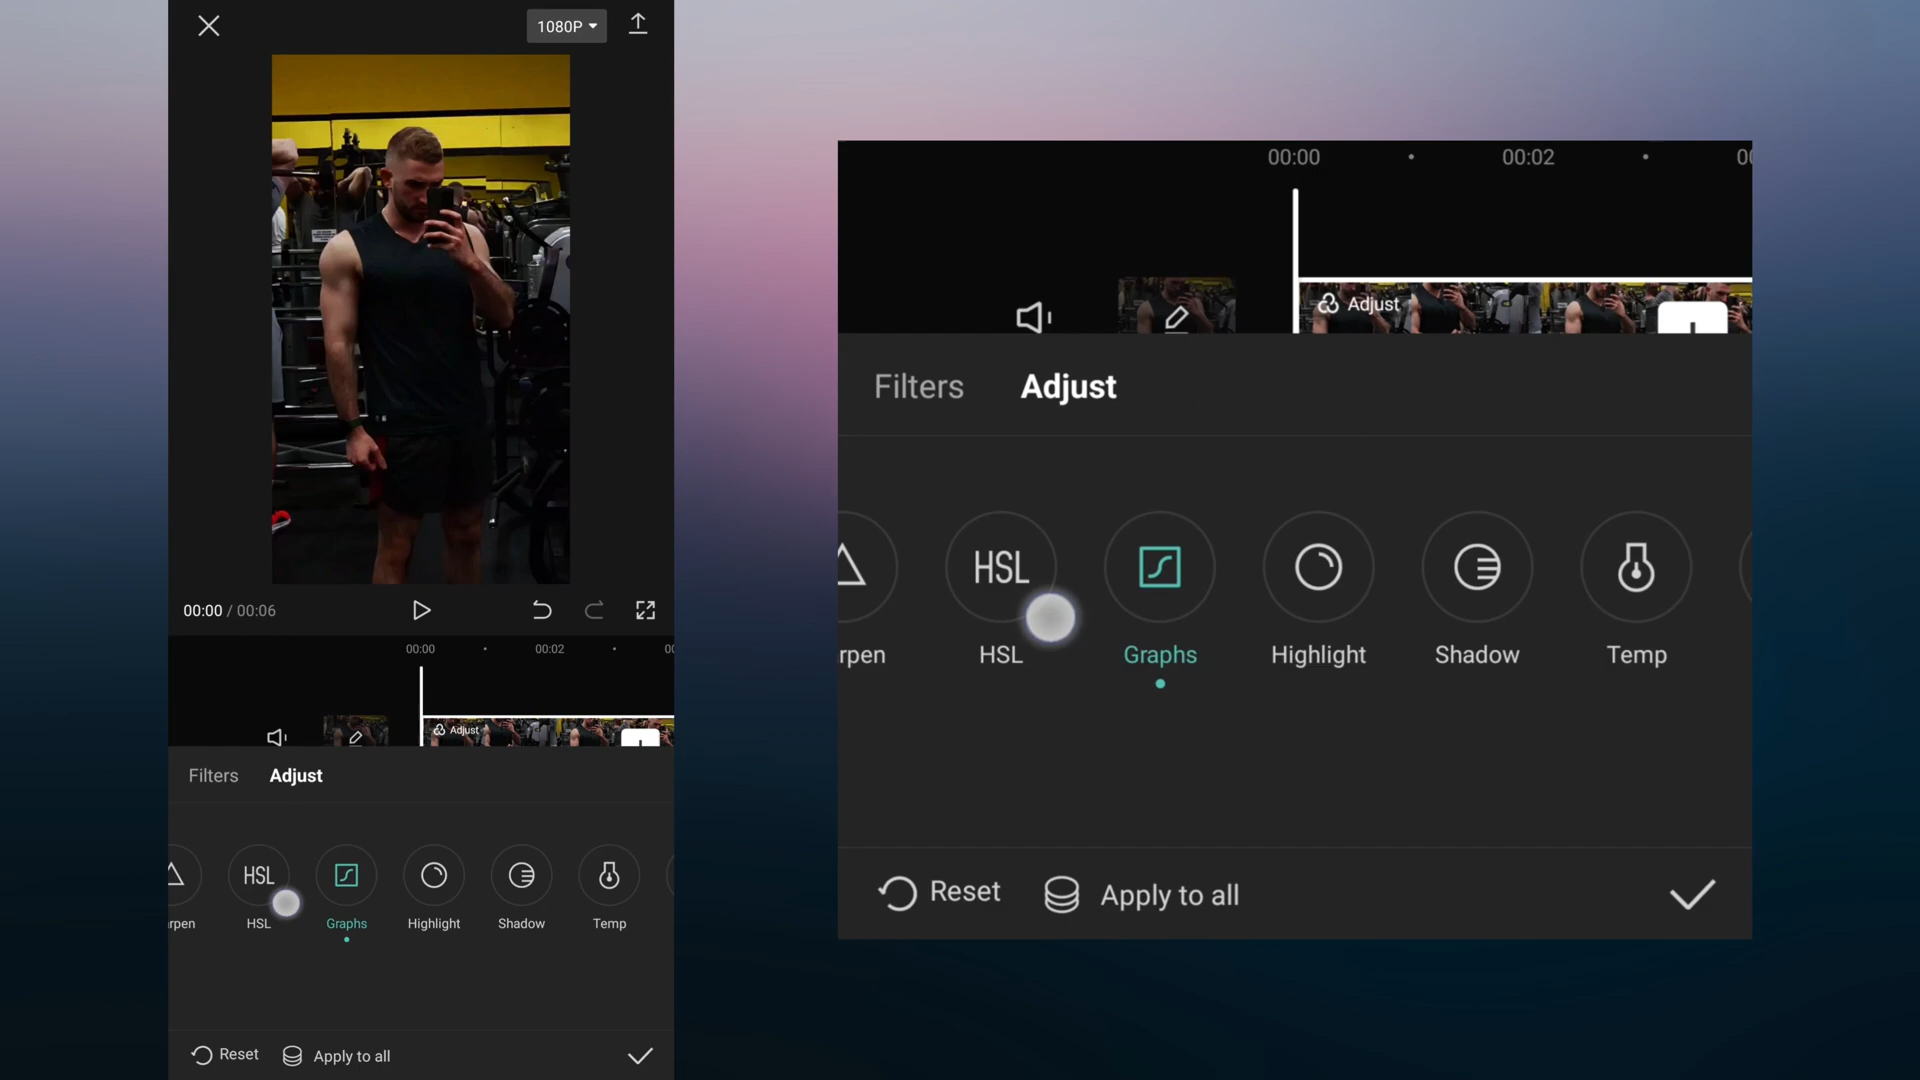 1080P
00:00 / 00:06
00:00
00:02
Adjust
Filters
Adjust
HSL
rpen
HSL
Graphs
Highlight
Shadow
Temp
Reset
Apply to all
00:00
00:02
Adjust
Filters
Adjust
HSL
rpen
HSL
Graphs
Highlight
Shadow
Temp
Reset
Apply to all